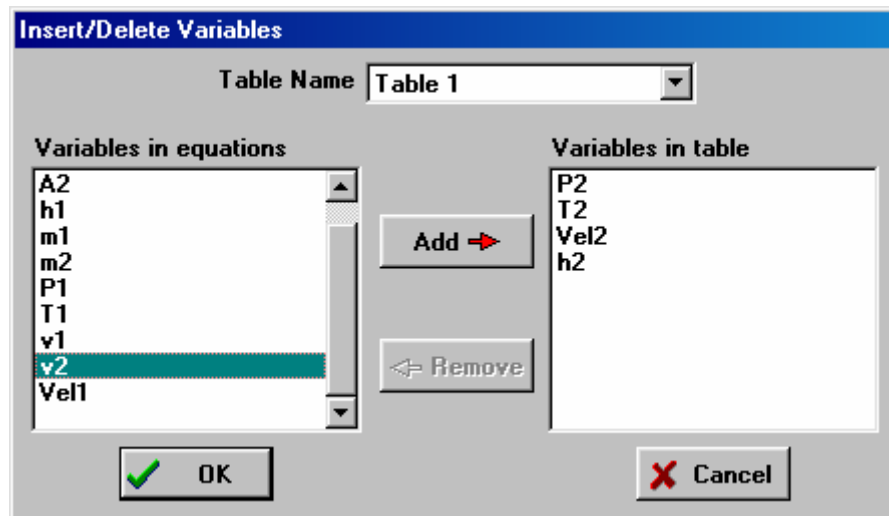 Insert/Delete Variables
Table Name Table 1
Variables in equations
A2
h1
m1
m2
P1
T1
v1
v2
Vel1
Add
Remove
Variables in table
P2
T2
Vel2
h2
OK
Cancel